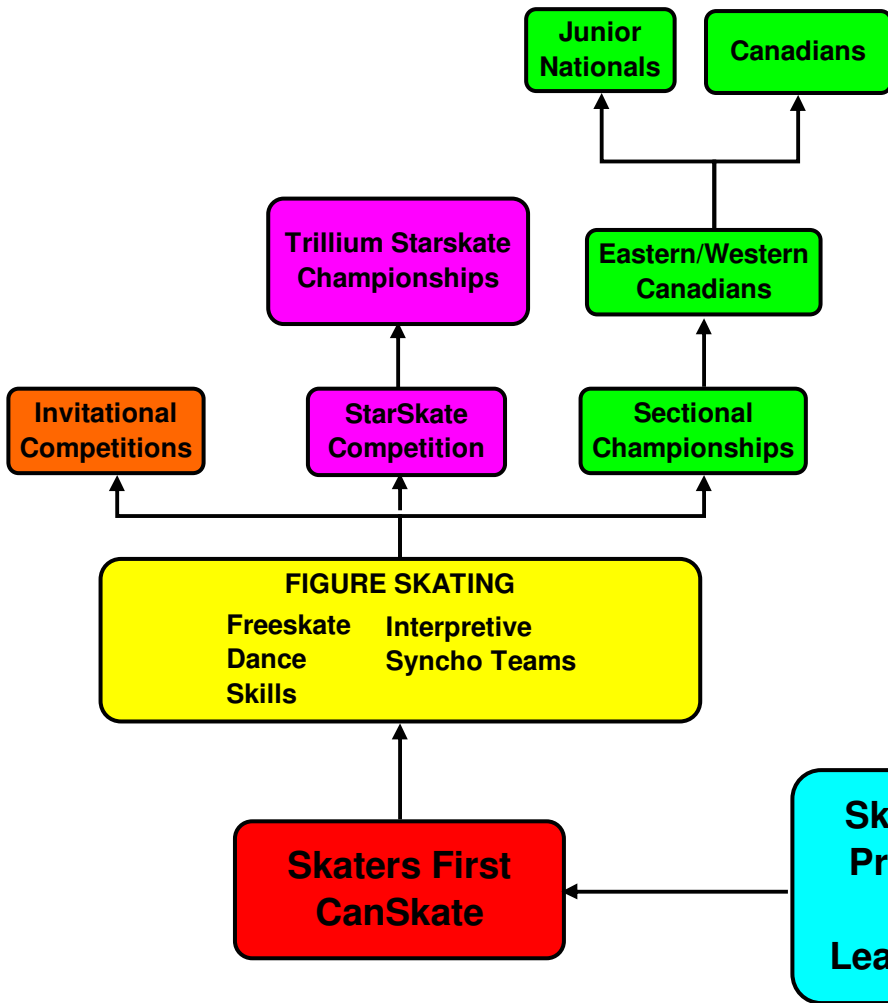 Junior
Nationals
Canadians
Trillium Starskate
Championships
Eastern/Western
Canadians
Invitational
Competitions
StarSkate
Competition
Sectional
Championships
FIGURE SKATING
Freeskate
Dance
Skills
Interpretive
Syncho Teams
Skaters First
CanSkate